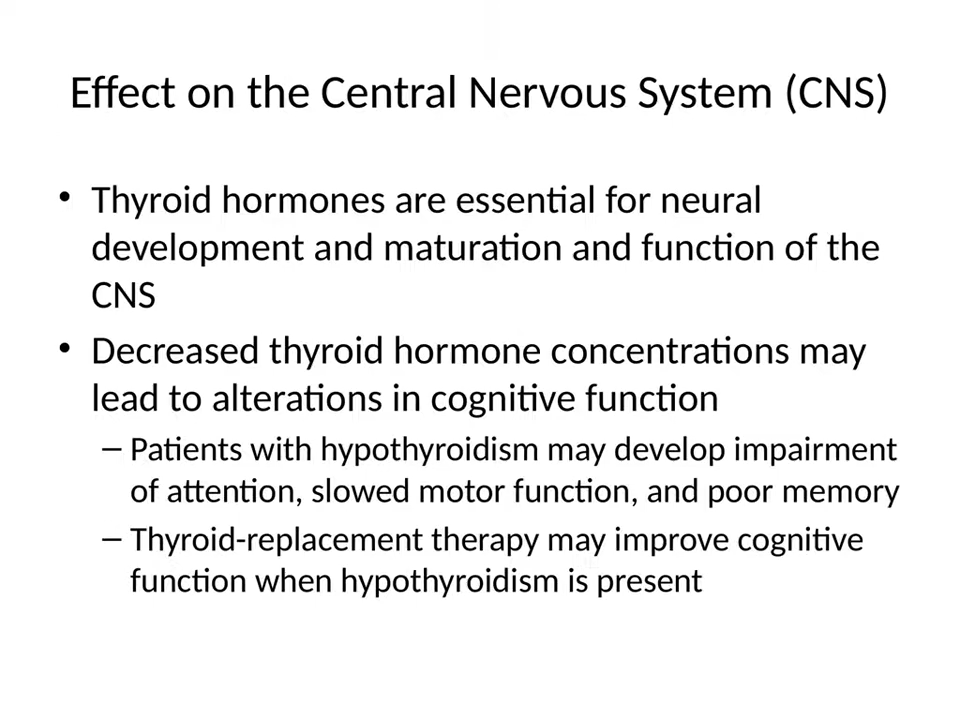 Effect on the Central Nervous System (CNS)
• Thyroid hormones are essential for neural
development and maturation and function of the
CNS
• Decreased thyroid hormone concentrations may
lead to alterations in cognitive function
– Patients with hypothyroidism may develop impairment
of attention, slowed motor function, and poor memory
– Thyroid-replacement therapy may improve cognitive
function when hypothyroidism is present